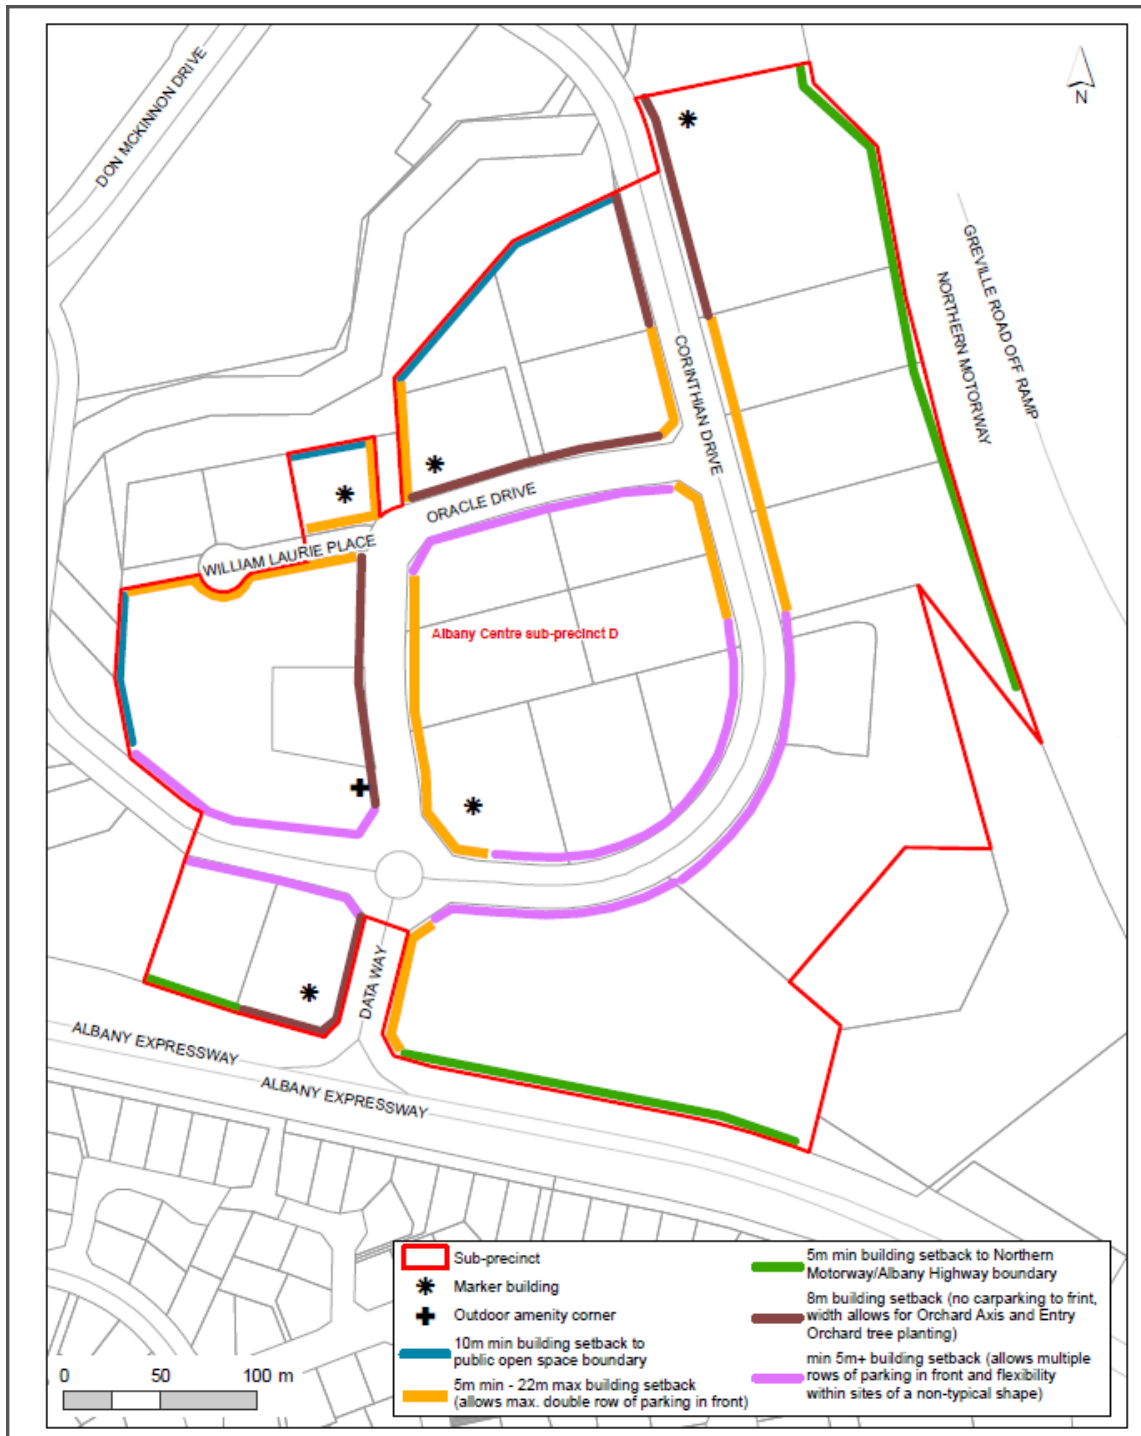 DON MCKINNON DRIVE
N
GREVILLE ROAD OFF RAMP
NORTHERN MOTORWAY
CORINTHIAN DRIVE
ORACLE DRIVE
WILLIAM LAURIE PLACE
Albany Centre sub-precinct D
DATA WAY
ALBANY EXPRESSWAY
ALBANY EXPRESSWAY
Sub-precinct
Marker building
Outdoor amenity corner
10m min building setback to
public open space boundary
5m min - 22m max building setback
(allows max. double row of parking in front)
5m min building setback to Northern
Motorway/Albany Highway boundary
8m building setback (no carparking to frint,
width allows for Orchard Axis and Entry
Orchard tree planting)
min 5m+ building setback (allows multiple
rows of parking in front and flexibility
within sites of a non-typical shape)
0 50 100 m